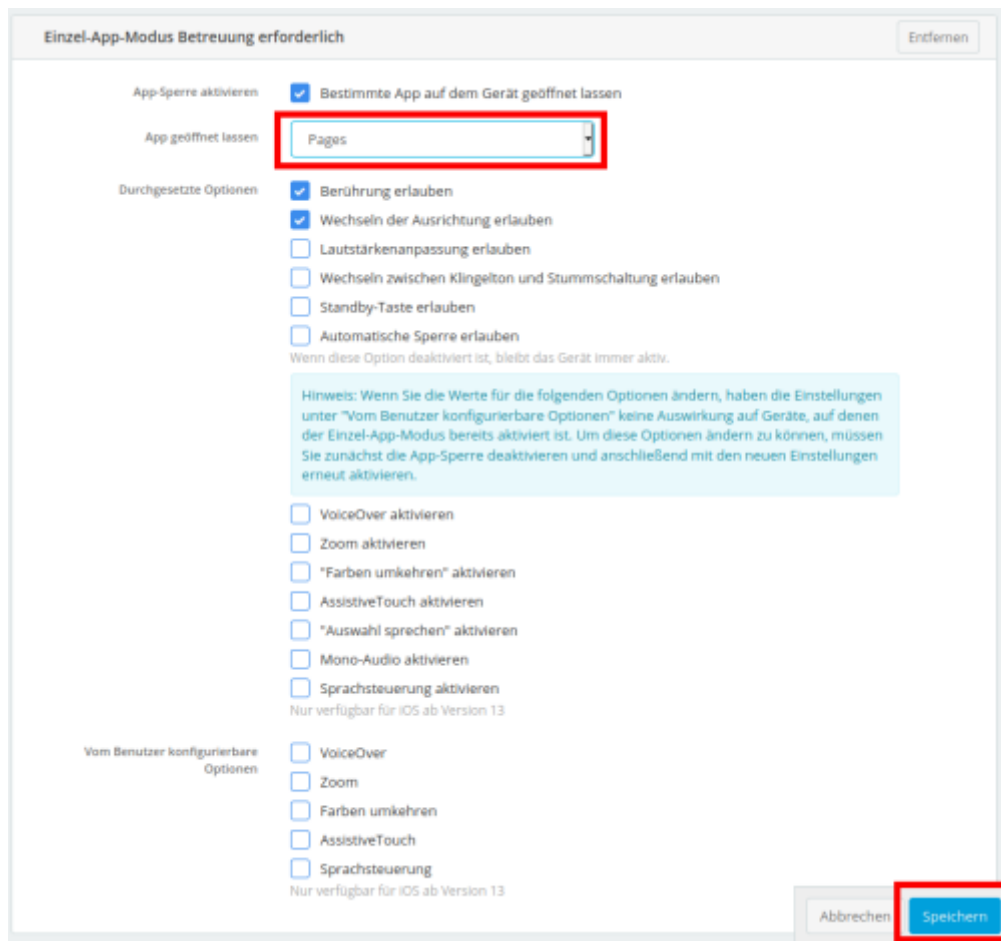 Einzel-App-Modus Betreuung erforderlich
Entfernen
App-Sperre aktivieren
Bestimmte App auf dem Gerät geöffnet lassen
App geöffnet lassen
Pages
Durchgesetzte Optionen
Berührung erlauben
Wechseln der Ausrichtung erlauben
Lautstärkenanpassung erlauben
Wechseln zwischen Klingelton und Stummschaltung erlauben
Standby-Taste erlauben
Automatische Sperre erlauben
Wenn diese Option deaktiviert ist, bleibt das Gerät immer aktiv.
Hinweis: Wenn Sie die Werte für die folgenden Optionen ändern, haben die Einstellungen
unter "Vom Benutzer konfigurierbare Optionen" keine Auswirkung auf Geräte, auf denen
der Einzel-App-Modus bereits aktiviert ist. Um diese Optionen ändern zu können, müssen
Sie zunächst die App-Sperre deaktivieren und anschließend mit den neuen Einstellungen
erneut aktivieren.
VoiceOver aktivieren
Zoom aktivieren
"Farben umkehren" aktivieren
AssistiveTouch aktivieren
"Auswahl sprechen" aktivieren
Mono-Audio aktivieren
Sprachsteuerung aktivieren
Nur verfügbar für iOS ab Version 13
Vom Benutzer konfigurierbare
Optionen
VoiceOver
Zoom
Farben umkehren
AssistiveTouch
Sprachsteuerung
Nur verfügbar für iOS ab Version 13
Abbrechen
Speichern